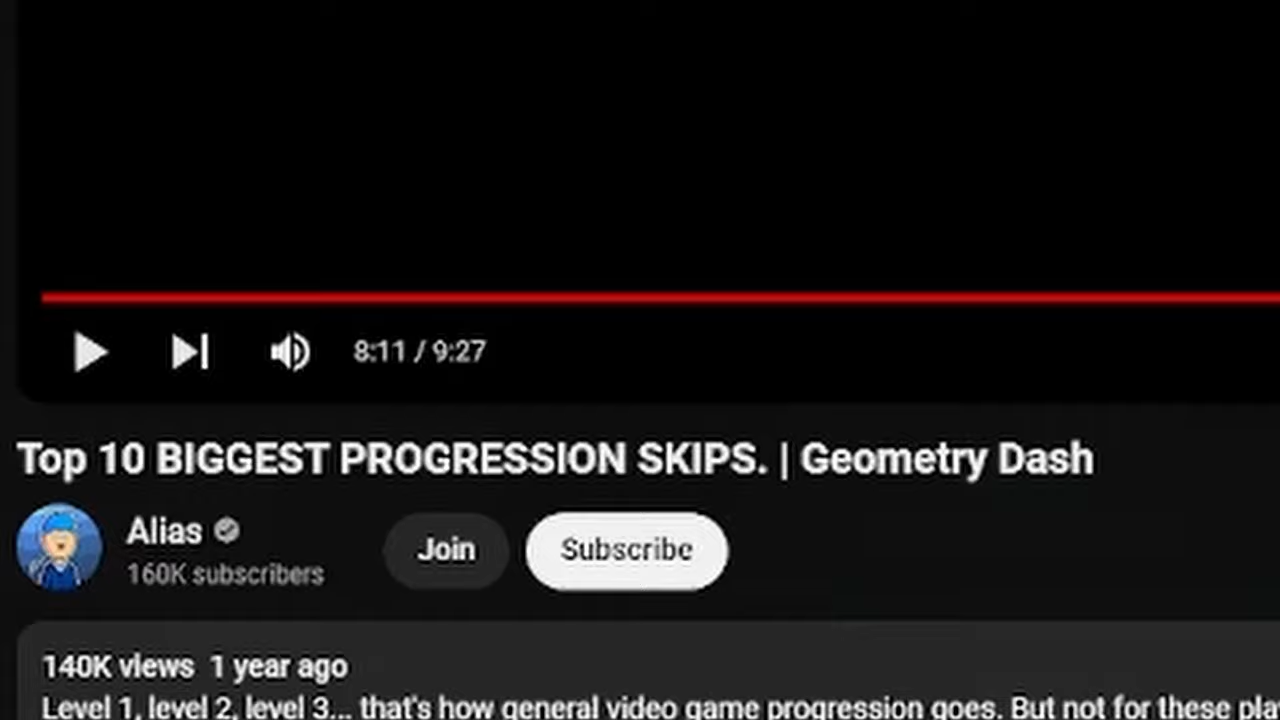 8:11 / 9:27
Top 10 BIGGEST PROGRESSION SKIPS. | Geometry Dash
Alias
Join
Subscribe
160K subscribers
140K views 1 year ago
Level 1, level 2, level 3... that's how general video game progression goes. But not for these